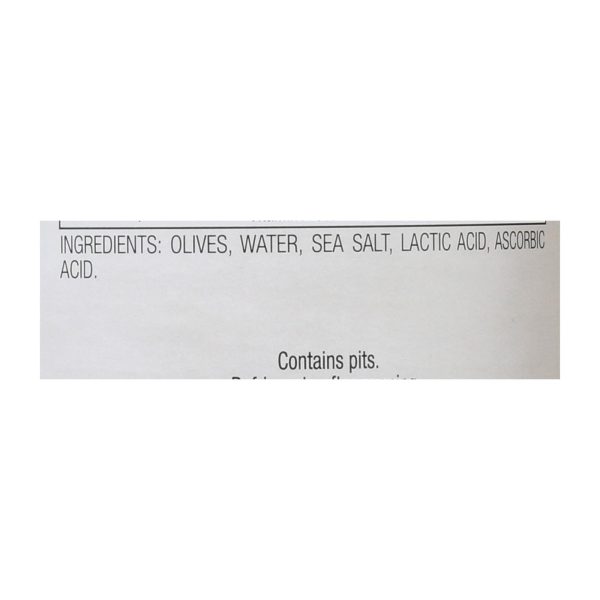 INGREDIENTS: OLIVES, WATER, SEA SALT, LACTIC ACID, ASCORBIC
ACID.
Contains pits.